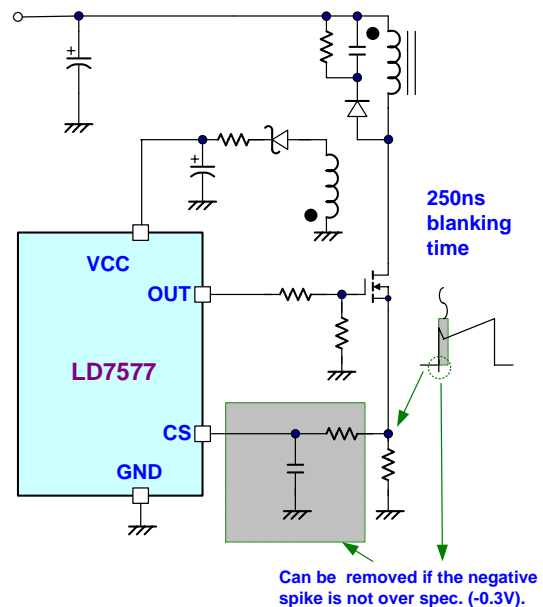 250ns
blanking
time
VCC
OUT
LD7577
CS
GND
Can be removed if the negative
spike is not over spec. (-0.3V).